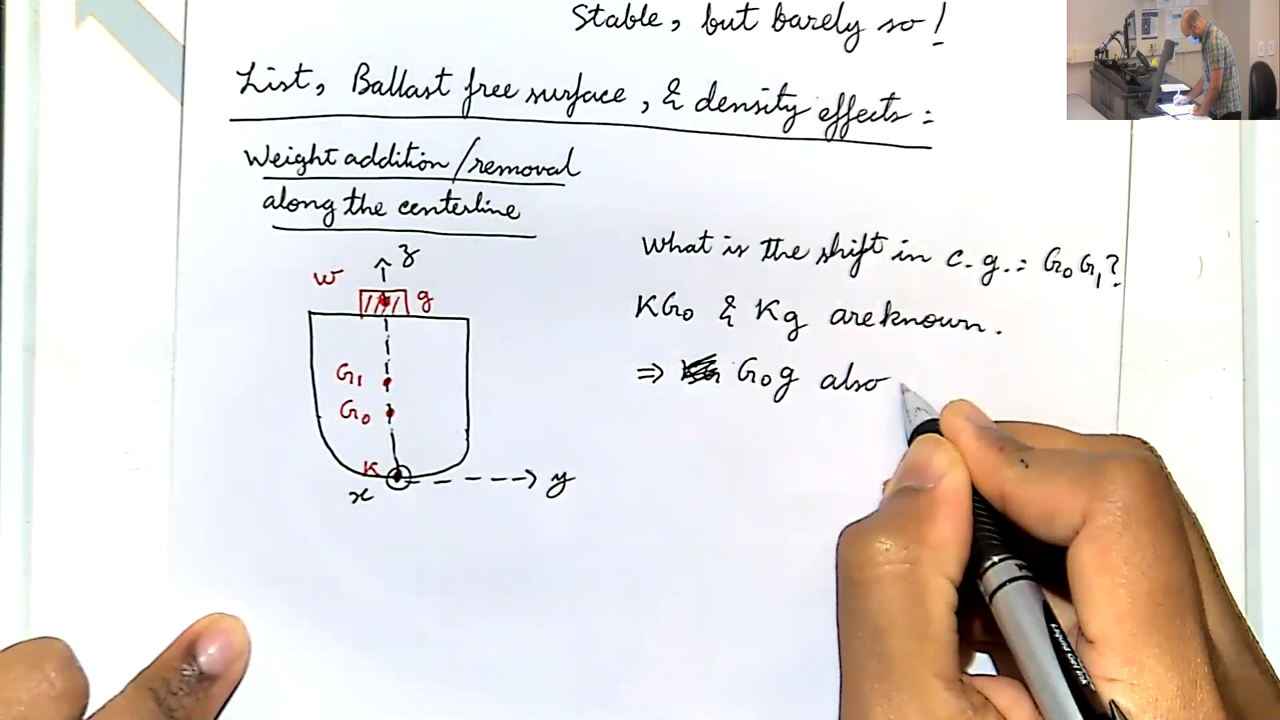 Stable, but barely so!
List, Ballast free surface, & density effects:
Weight addition/removal
along the centerline
z
w
g
What is the shift in c.g.: G₀G₁?
KG₀ & Kg are known.
G₁
⇒ G₀g also
G₀
K
x
y